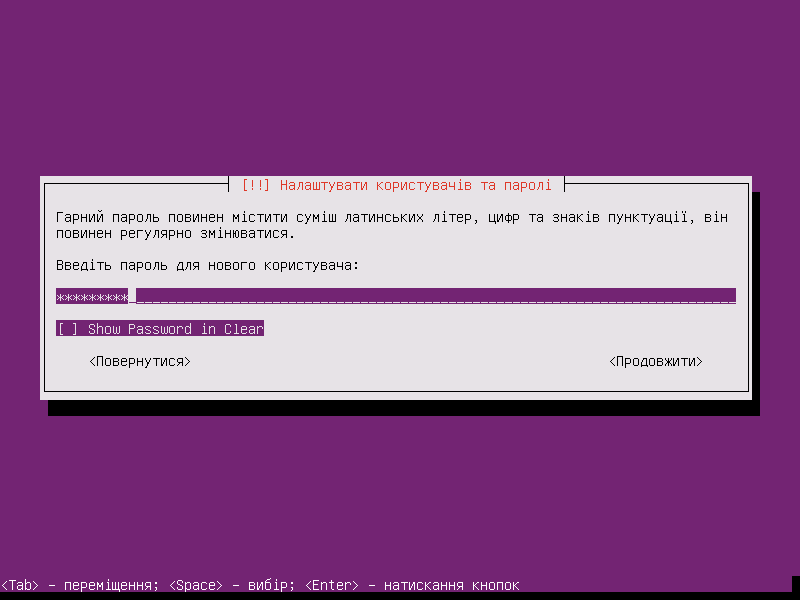 [!!] Налаштувати користувачів та паролі
Гарний пароль повинен містити суміш латинських літер, цифр та знаків пунктуації, він
повинен регулярно змінюватися.
Введіть пароль для нового користувача:
*********
[ ] Show Password in Clear
<Повернутися> <Продовжити>
<Tab> - переміщення; <Space> - вибір; <Enter> - натискання кнопок